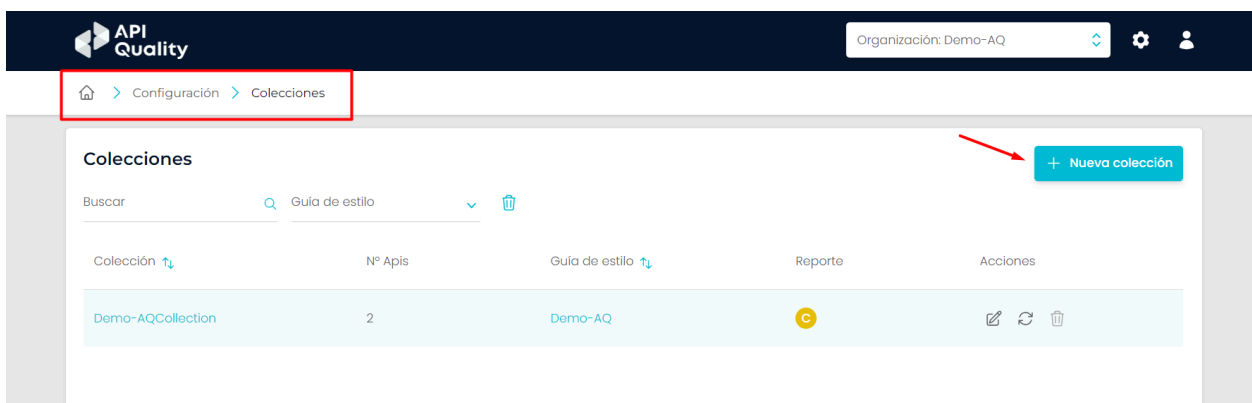 API
Quality
Organización: Demo-AQ
Configuración Colecciones
Colecciones
+ Nueva colección
Buscar Guía de estilo
Colección Nº Apis Guía de estilo Reporte Acciones
Demo-AQCollection 2 Demo-AQ C